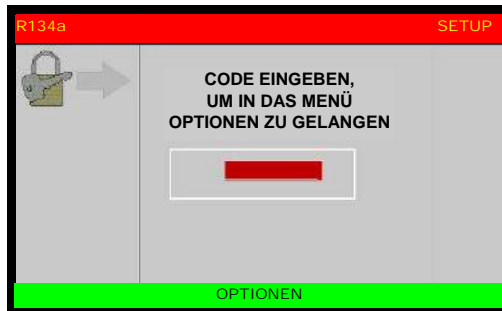 R134a SETUP
CODE EINGEBEN,
UM IN DAS MENÜ
OPTIONEN ZU GELANGEN
OPTIONEN